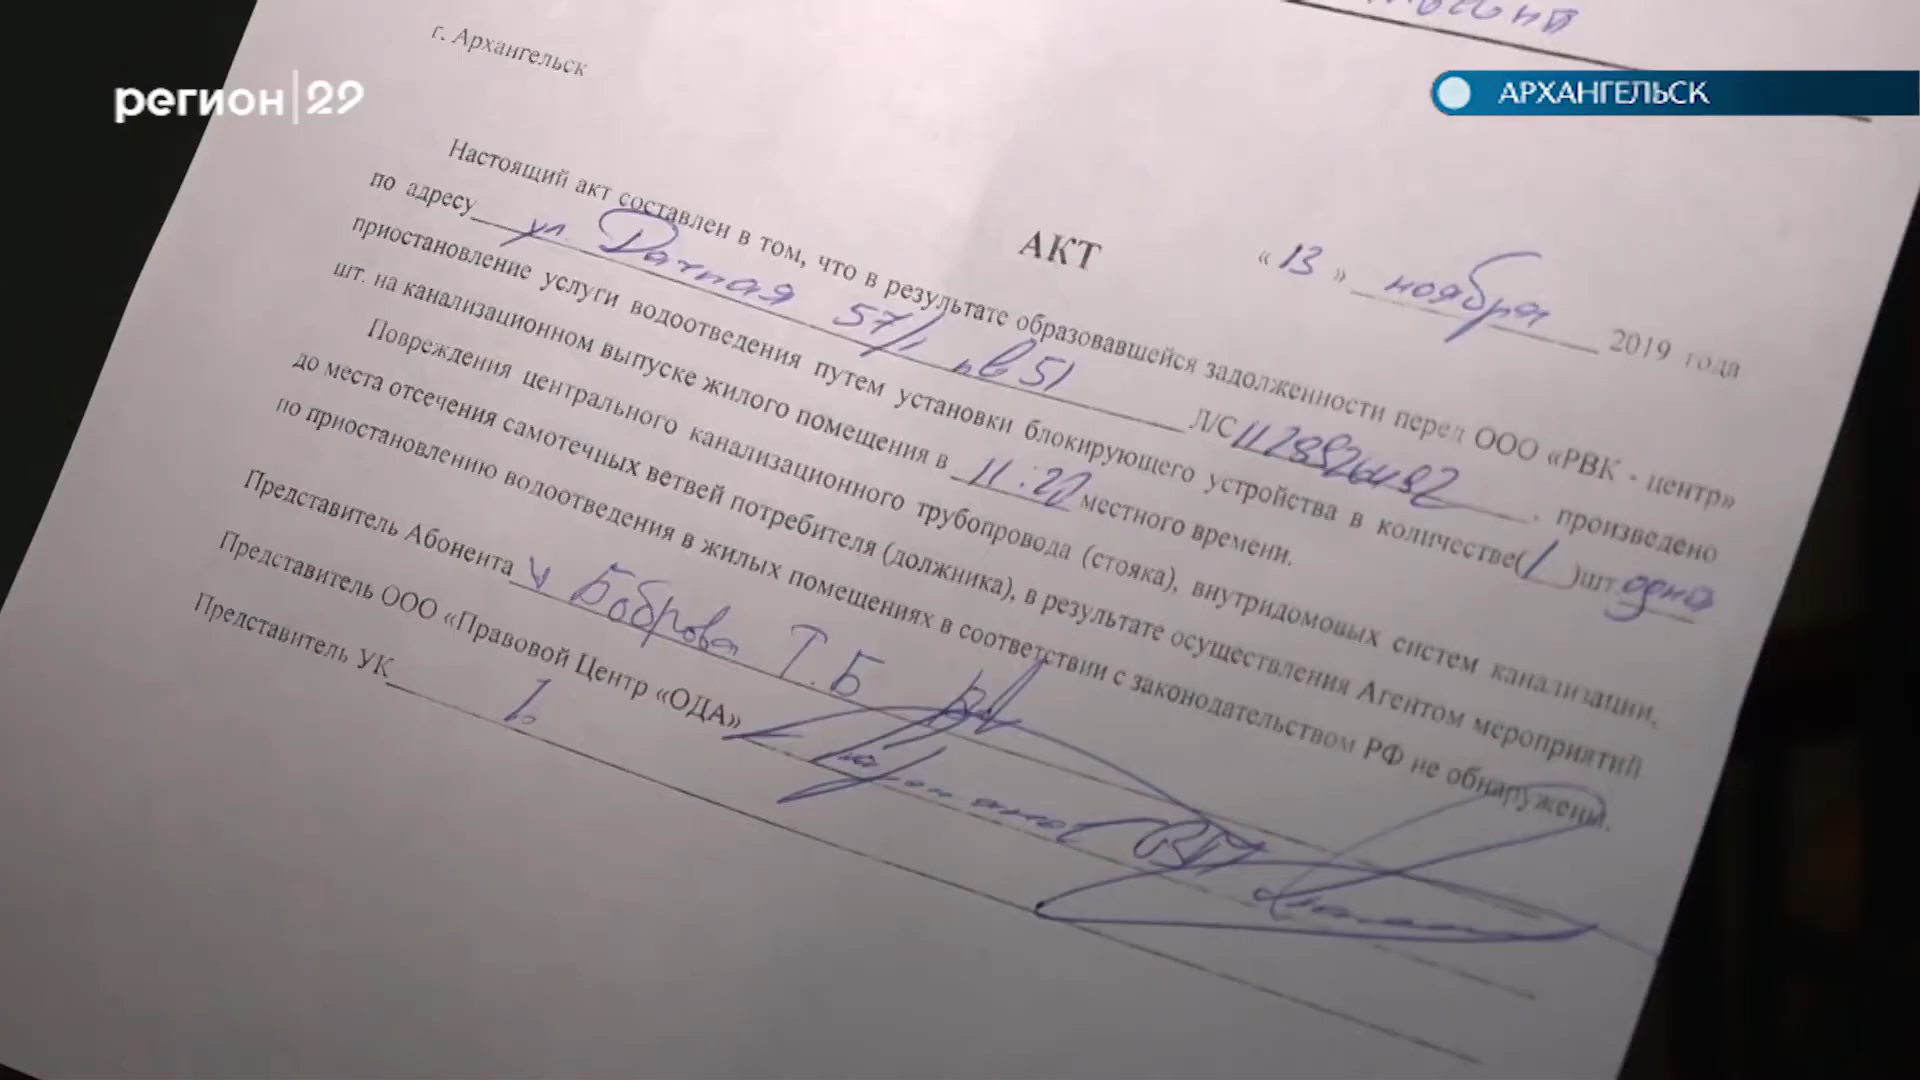 регион|29
АРХАНГЕЛЬСК
г. Архангельск
АКТ
« 13 » ноября 2019 года
Настоящий акт составлен в том, что в результате образовавшейся задолженности перед ООО «РВК - центр»
по адресу ул. Дачная 57/1 кв 51 Л/С . произведено
приостановление услуги водоотведения путем установки блокирующего устройства в количестве( 1 )шт. одна
шт. на канализационном выпуске жилого помещения в 11:22 местного времени.
Повреждения центрального канализационного трубопровода (стояка), внутридомовых систем канализации,
до места отсечения самотечных ветвей потребителя (должника), в результате осуществления Агентом мероприятий
по приостановлению водоотведения в жилых помещениях в соответствии с законодательством РФ не обнаружены.
Представитель Абонента Боброва Т.Б
Представитель ООО «Правовой Центр «ОДА»
Представитель УК